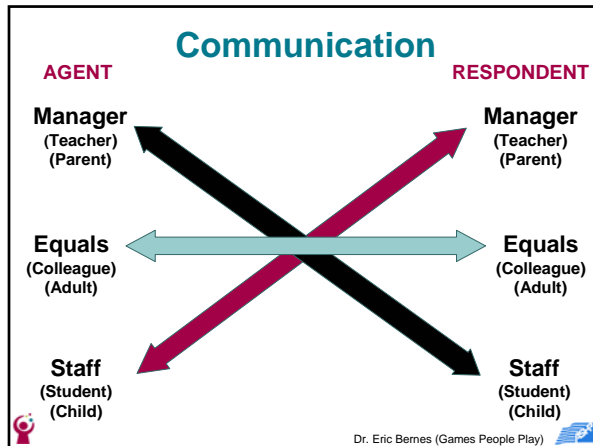 Communication
AGENT
RESPONDENT
Manager
(Teacher)
(Parent)
Manager
(Teacher)
(Parent)
Equals
(Colleague)
(Adult)
Equals
(Colleague)
(Adult)
Staff
(Student)
(Child)
Staff
(Student)
(Child)
Dr. Eric Bernes (Games People Play)